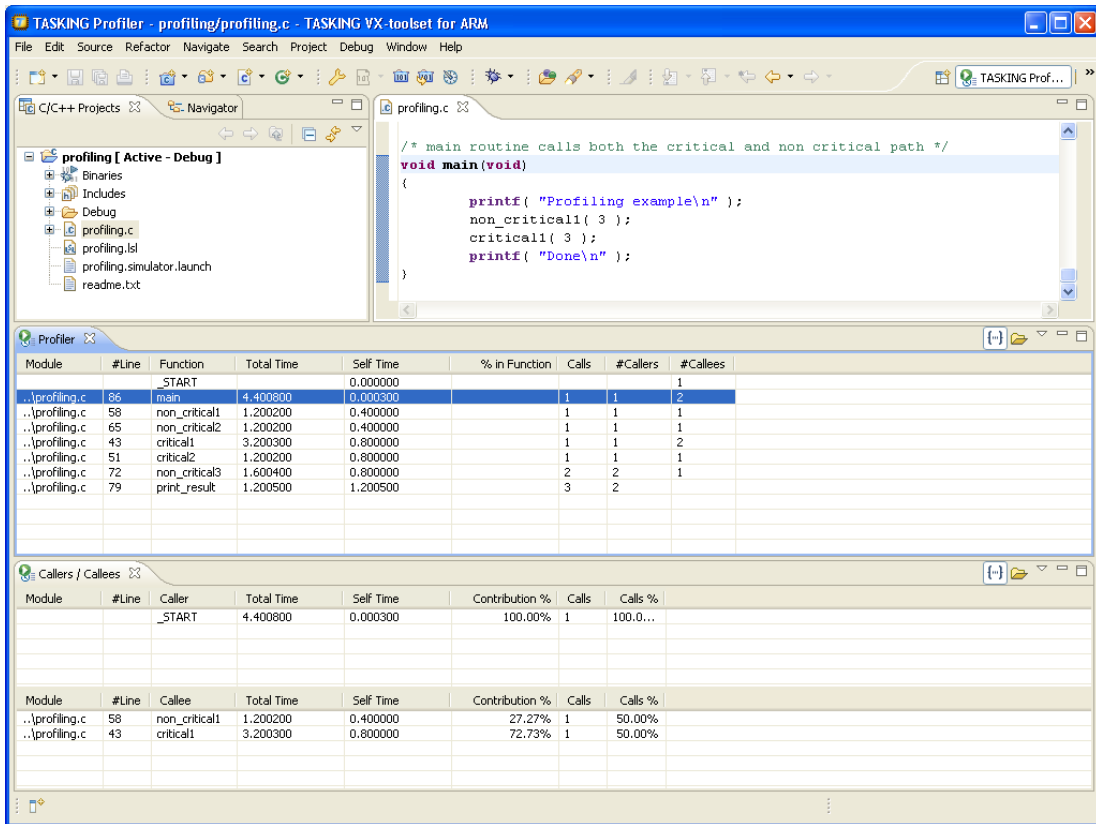 TASKING Profiler - profiling/profiling.c - TASKING VX-toolset for ARM
File Edit Source Refactor Navigate Search Project Debug Window Help
TASKING Prof... »
C/C++ Projects Navigator
profiling [ Active - Debug ]
Binaries
Includes
Debug
profiling.c
profiling.lsl
profiling.simulator.launch
readme.txt
profiling.c
/* main routine calls both the critical and non critical path */
void main(void)
{
printf( "Profiling example\n" );
non_critical1( 3 );
critical1( 3 );
printf( "Done\n" );
}
Profiler
Module #Line Function Total Time Self Time % in Function Calls #Callers #Callees
_START 0.000000 1
..\profiling.c 86 main 4.400800 0.000300 1 1 2
..\profiling.c 58 non_critical1 1.200200 0.400000 1 1 1
..\profiling.c 65 non_critical2 1.200200 0.400000 1 1 1
..\profiling.c 43 critical1 3.200300 0.800000 1 1 2
..\profiling.c 51 critical2 1.200200 0.800000 1 1 1
..\profiling.c 72 non_critical3 1.600400 0.800000 2 2 1
..\profiling.c 79 print_result 1.200500 1.200500 3 2
Callers / Callees
Module #Line Caller Total Time Self Time Contribution % Calls Calls %
_START 4.400800 0.000300 100.00% 1 100.0...
Module #Line Callee Total Time Self Time Contribution % Calls Calls %
..\profiling.c 58 non_critical1 1.200200 0.400000 27.27% 1 50.00%
..\profiling.c 43 critical1 3.200300 0.800000 72.73% 1 50.00%